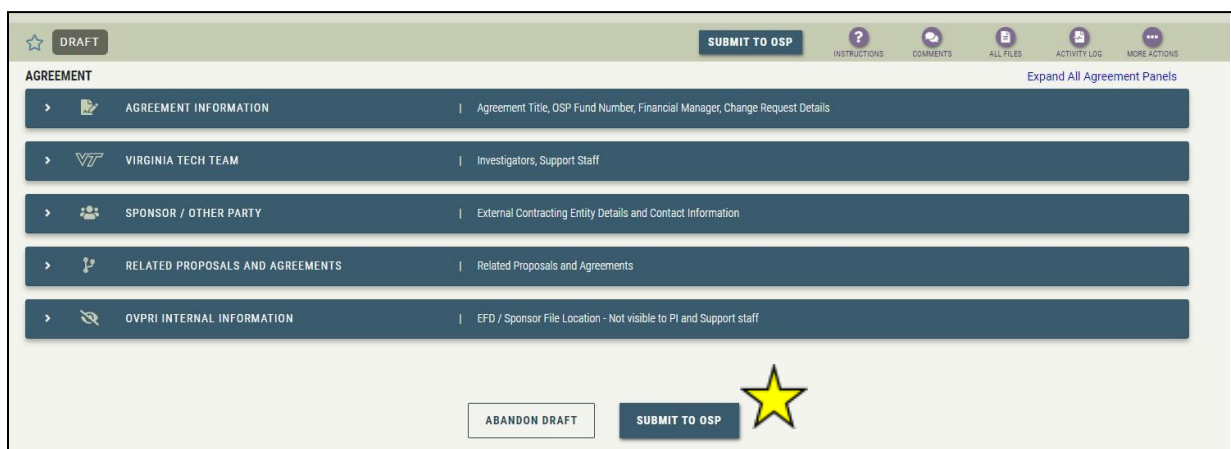 DRAFT
SUBMIT TO OSP
INSTRUCTIONS
COMMENTS
ALL FILES
ACTIVITY LOG
MORE ACTIONS
AGREEMENT
Expand All Agreement Panels
AGREEMENT INFORMATION | Agreement Title, OSP Fund Number, Financial Manager, Change Request Details
VT VIRGINIA TECH TEAM | Investigators, Support Staff
SPONSOR / OTHER PARTY | External Contracting Entity Details and Contact Information
RELATED PROPOSALS AND AGREEMENTS | Related Proposals and Agreements
OVPRI INTERNAL INFORMATION | EFD / Sponsor File Location - Not visible to PI and Support staff
ABANDON DRAFT
SUBMIT TO OSP